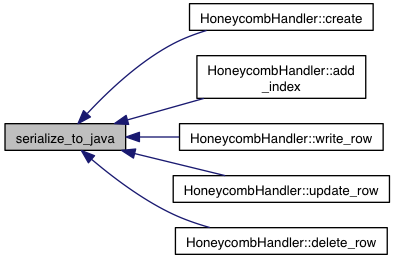 HoneycombHandler::create
HoneycombHandler::add
_index
serialize_to_java
HoneycombHandler::write_row
HoneycombHandler::update_row
HoneycombHandler::delete_row